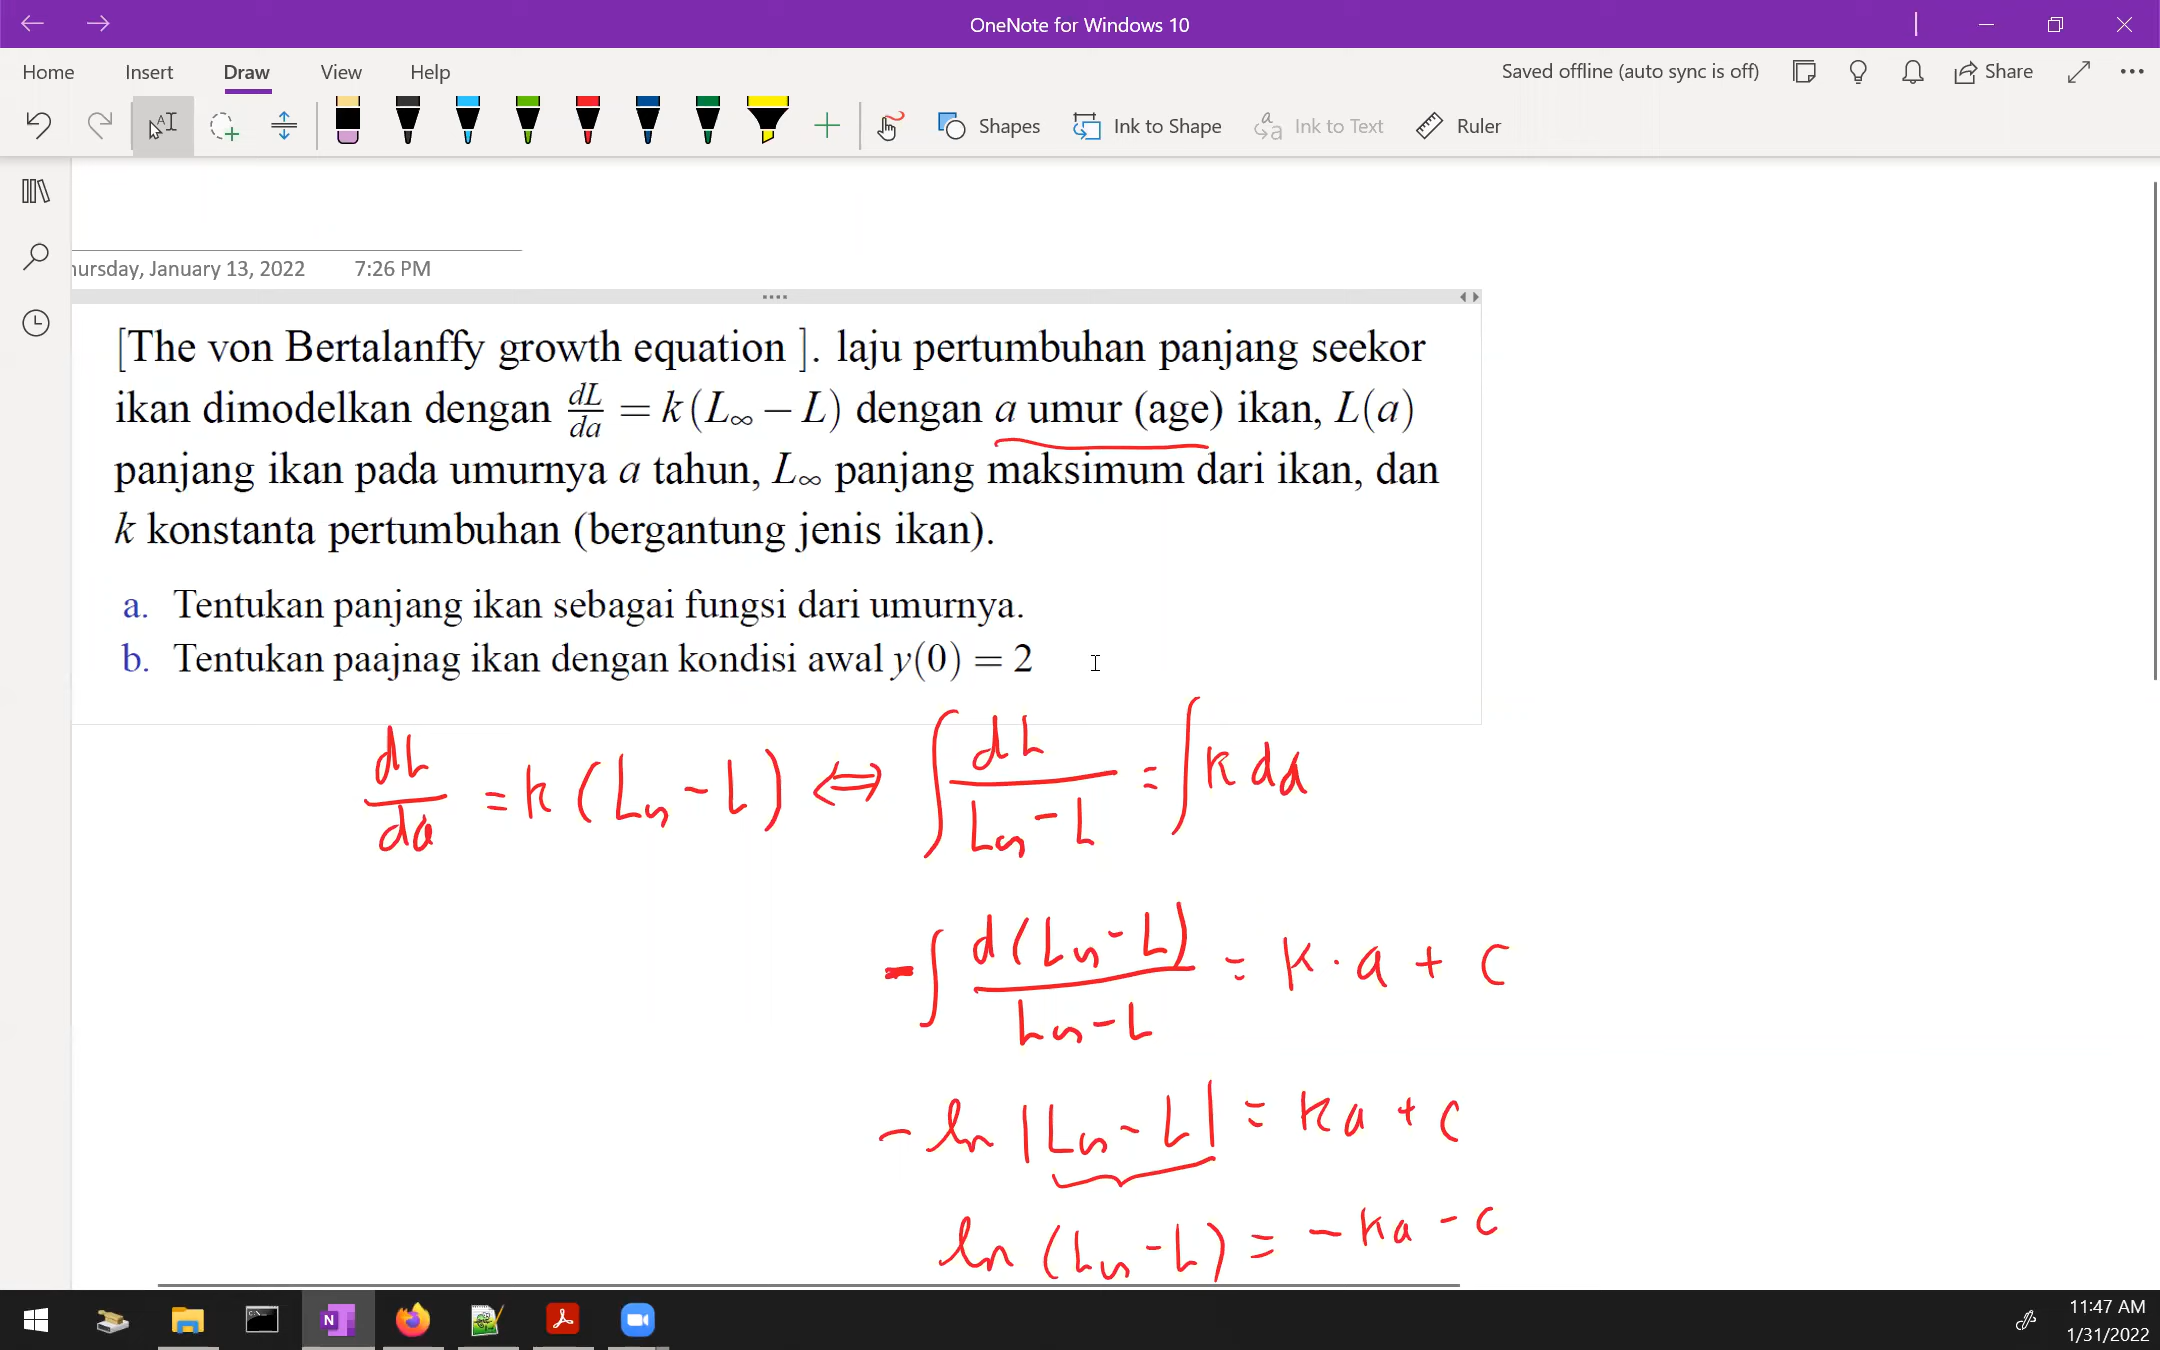 OneNote for Windows 10
Home Insert Draw View Help
Saved offline (auto sync is off) Share
Shapes Ink to Shape Ink to Text Ruler
hursday, January 13, 2022 7:26 PM
[The von Bertalanffy growth equation ]. laju pertumbuhan panjang seekor
ikan dimodelkan dengan dL/da = k(L∞ − L) dengan a umur (age) ikan, L(a)
panjang ikan pada umurnya a tahun, L∞ panjang maksimum dari ikan, dan
k konstanta pertumbuhan (bergantung jenis ikan).
a. Tentukan panjang ikan sebagai fungsi dari umurnya.
b. Tentukan paajnag ikan dengan kondisi awal y(0) = 2
dL/da = k (L∞ − L) ⇔ ∫ dL/(L∞ − L) = ∫ k da
−∫ d(L∞ − L)/(L∞ − L) = k · a + c
− ln |L∞ − L| = ka + c
ln (L∞ − L) = − ka − c
11:47 AM
1/31/2022